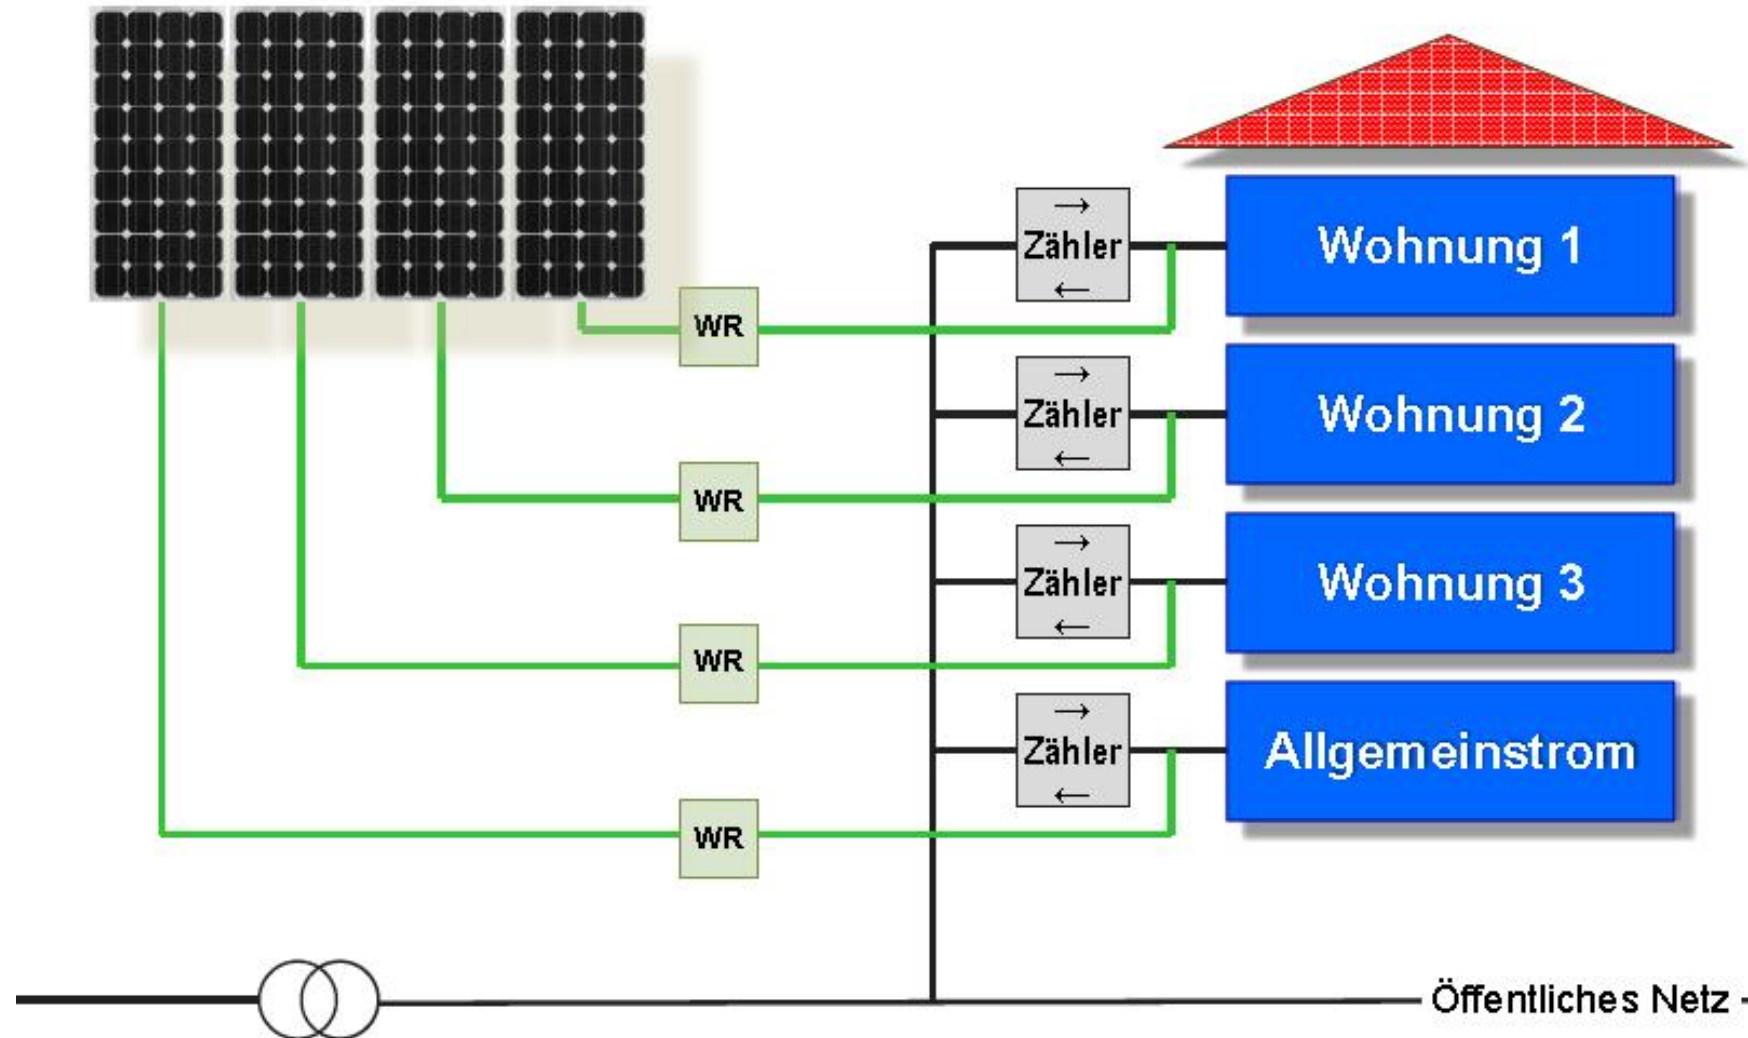 →
Zähler
←
Wohnung 1
WR
→
Zähler
←
Wohnung 2
WR
→
Zähler
←
Wohnung 3
WR
→
Zähler
←
Allgemeinstrom
WR
Öffentliches Netz